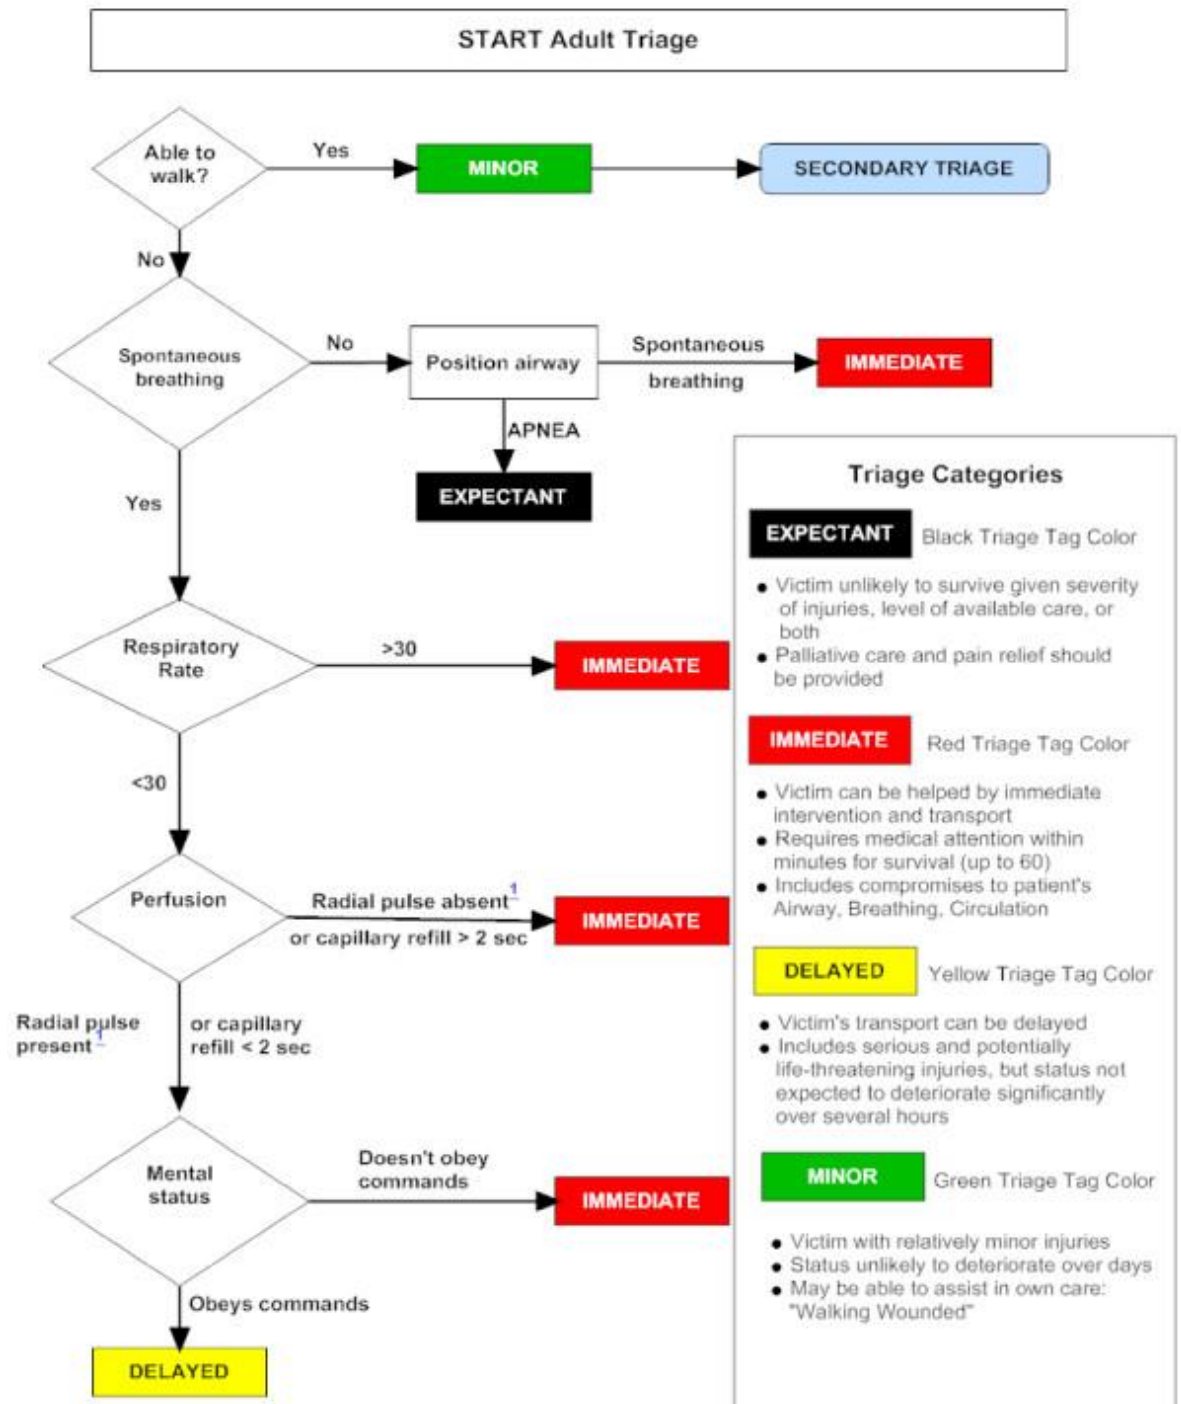 START Adult Triage
Able to
walk?
Yes
MINOR
SECONDARY TRIAGE
No
Spontaneous
breathing
No
Position airway
Spontaneous
breathing
IMMEDIATE
APNEA
EXPECTANT
Yes
Respiratory
Rate
>30
IMMEDIATE
<30
Perfusion
Radial pulse absent1
or capillary refill > 2 sec
IMMEDIATE
Radial pulse
present1
or capillary
refill < 2 sec
Mental
status
Doesn't obey
commands
IMMEDIATE
Obeys commands
DELAYED
Triage Categories
EXPECTANT Black Triage Tag Color
● Victim unlikely to survive given severity
of injuries, level of available care, or
both
● Palliative care and pain relief should
be provided
IMMEDIATE Red Triage Tag Color
● Victim can be helped by immediate
intervention and transport
● Requires medical attention within
minutes for survival (up to 60)
● Includes compromises to patient's
Airway, Breathing, Circulation
DELAYED Yellow Triage Tag Color
● Victim's transport can be delayed
● Includes serious and potentially
life-threatening injuries, but status not
expected to deteriorate significantly
over several hours
MINOR Green Triage Tag Color
● Victim with relatively minor injuries
● Status unlikely to deteriorate over days
● May be able to assist in own care:
"Walking Wounded"